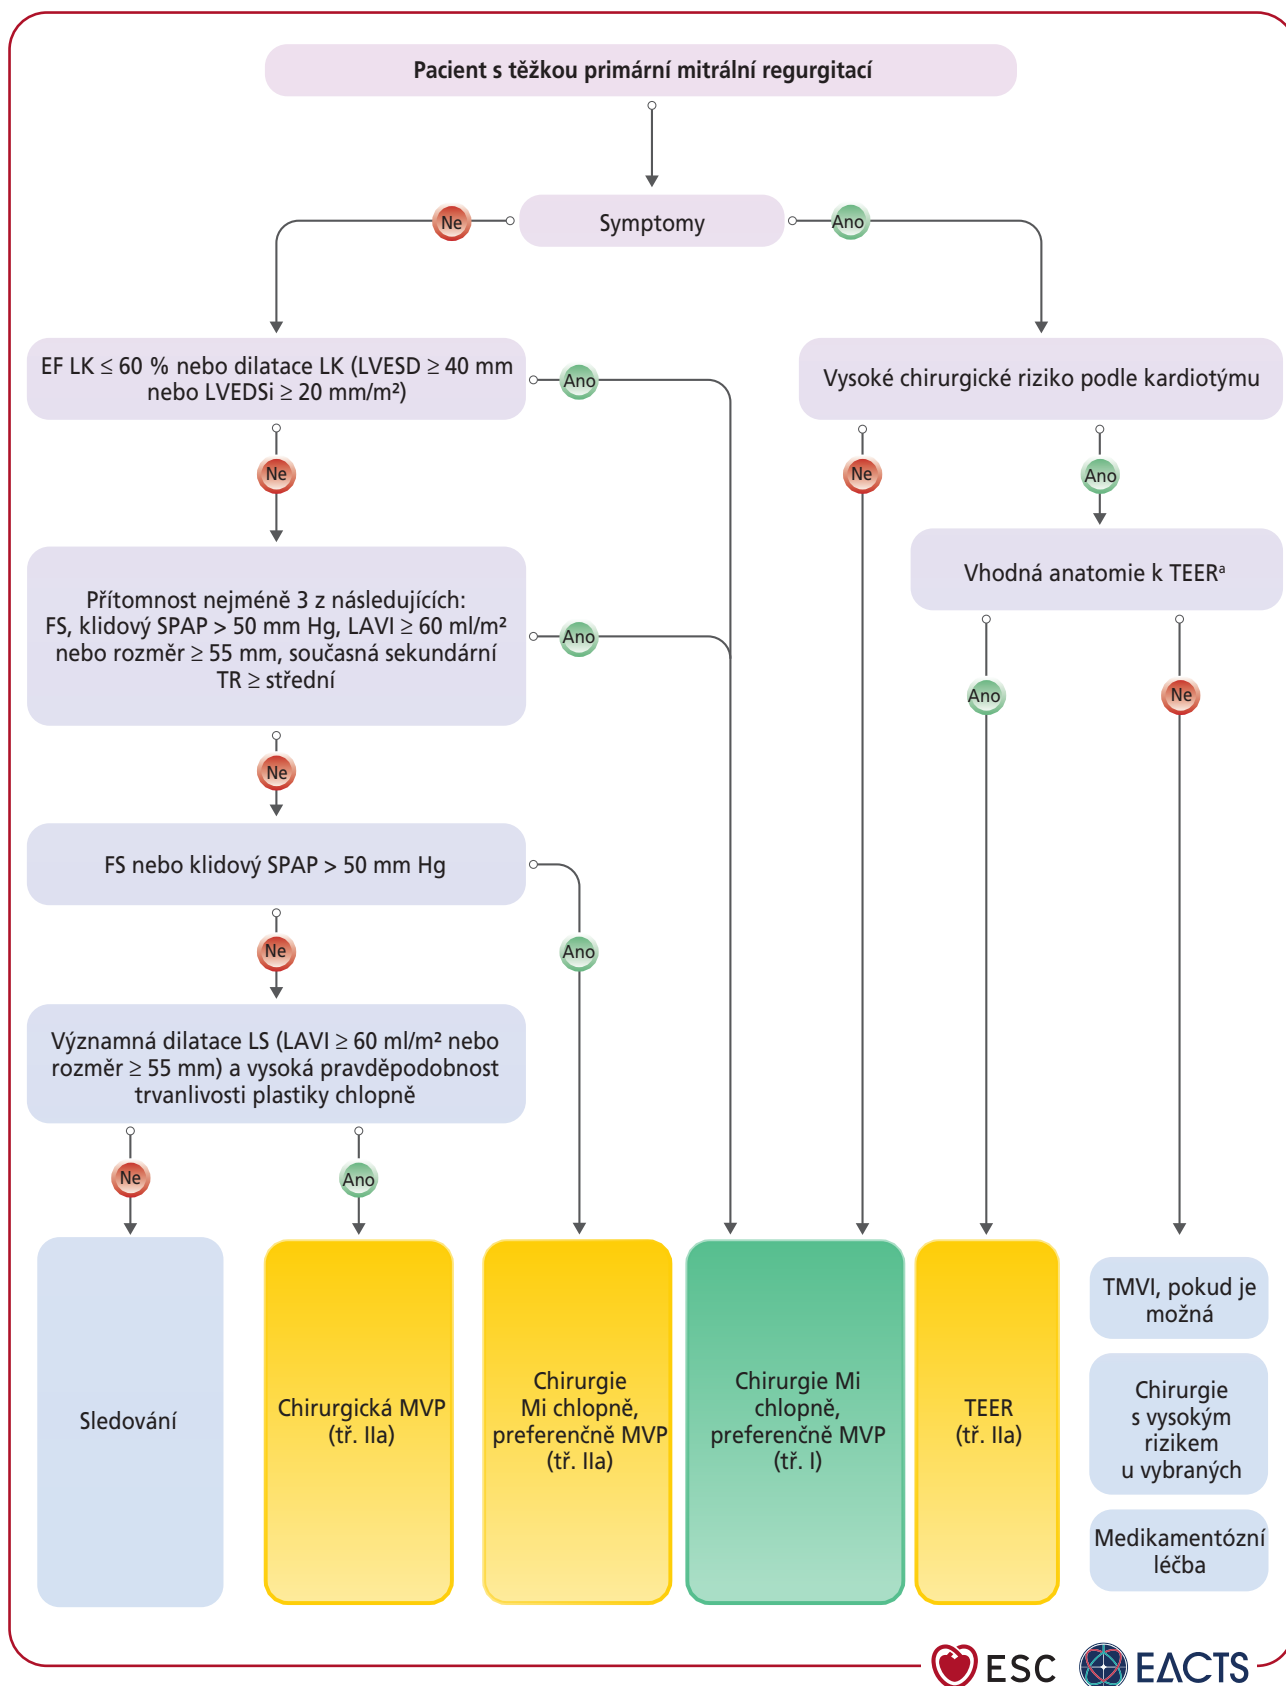 Pacient s těžkou primární mitrální regurgitací
Ne
Symptomy
Ano
EF LK ≤ 60 % nebo dilatace LK (LVESD ≥ 40 mm
nebo LVEDSi ≥ 20 mm/m²)
Ano
Vysoké chirurgické riziko podle kardiotýmu
Ne
Ne
Ano
Přítomnost nejméně 3 z následujících:
FS, klidový SPAP > 50 mm Hg, LAVI ≥ 60 ml/m²
nebo rozměr ≥ 55 mm, současná sekundární
TR ≥ střední
Ano
Vhodná anatomie k TEERᵃ
Ano
Ne
Ne
FS nebo klidový SPAP > 50 mm Hg
Ne
Ano
Významná dilatace LS (LAVI ≥ 60 ml/m² nebo
rozměr ≥ 55 mm) a vysoká pravděpodobnost
trvanlivosti plastiky chlopně
Ne
Ano
Sledování
Chirurgická MVP
(tř. IIa)
Chirurgie
Mi chlopně,
preferenčně MVP
(tř. IIa)
Chirurgie Mi
chlopně,
preferenčně MVP
(tř. I)
TEER
(tř. IIa)
TMVI, pokud je
možná
Chirurgie
s vysokým
rizikem
u vybraných
Medikamentózní
léčba
ESC
EACTS